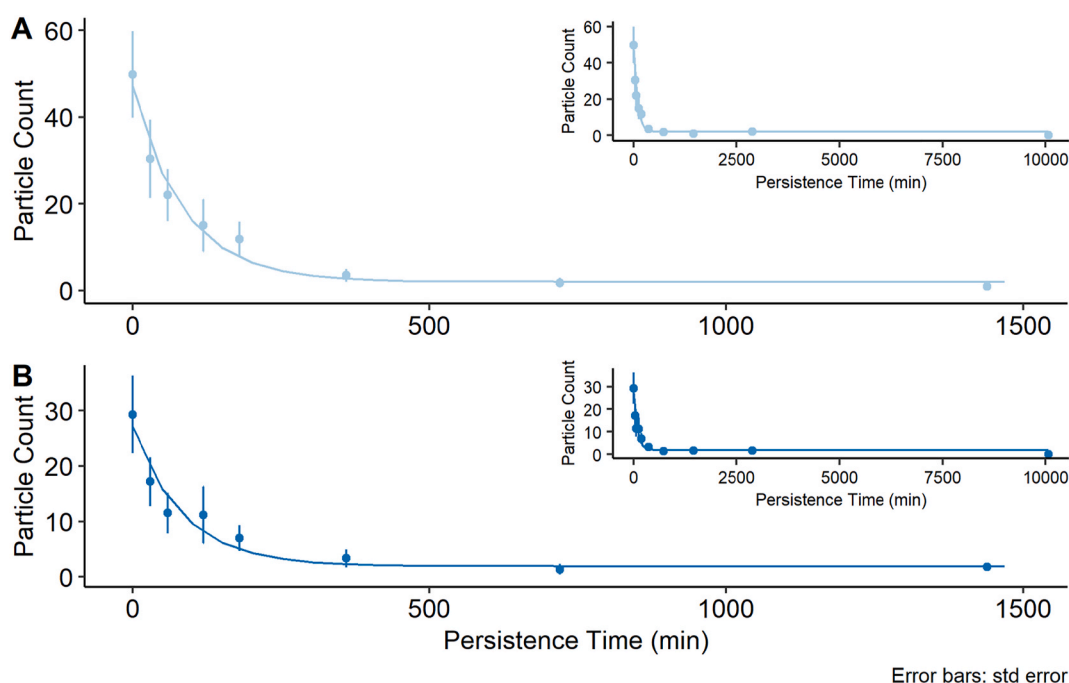 A
Particle Count
60
40
20
0
0 500 1000 1500
Particle Count
60
40
20
0
0 2500 5000 7500 10000
Persistence Time (min)
B
Particle Count
30
20
10
0
0 500 1000 1500
Persistence Time (min)
Particle Count
30
20
10
0
0 2500 5000 7500 10000
Persistence Time (min)
Error bars: std error